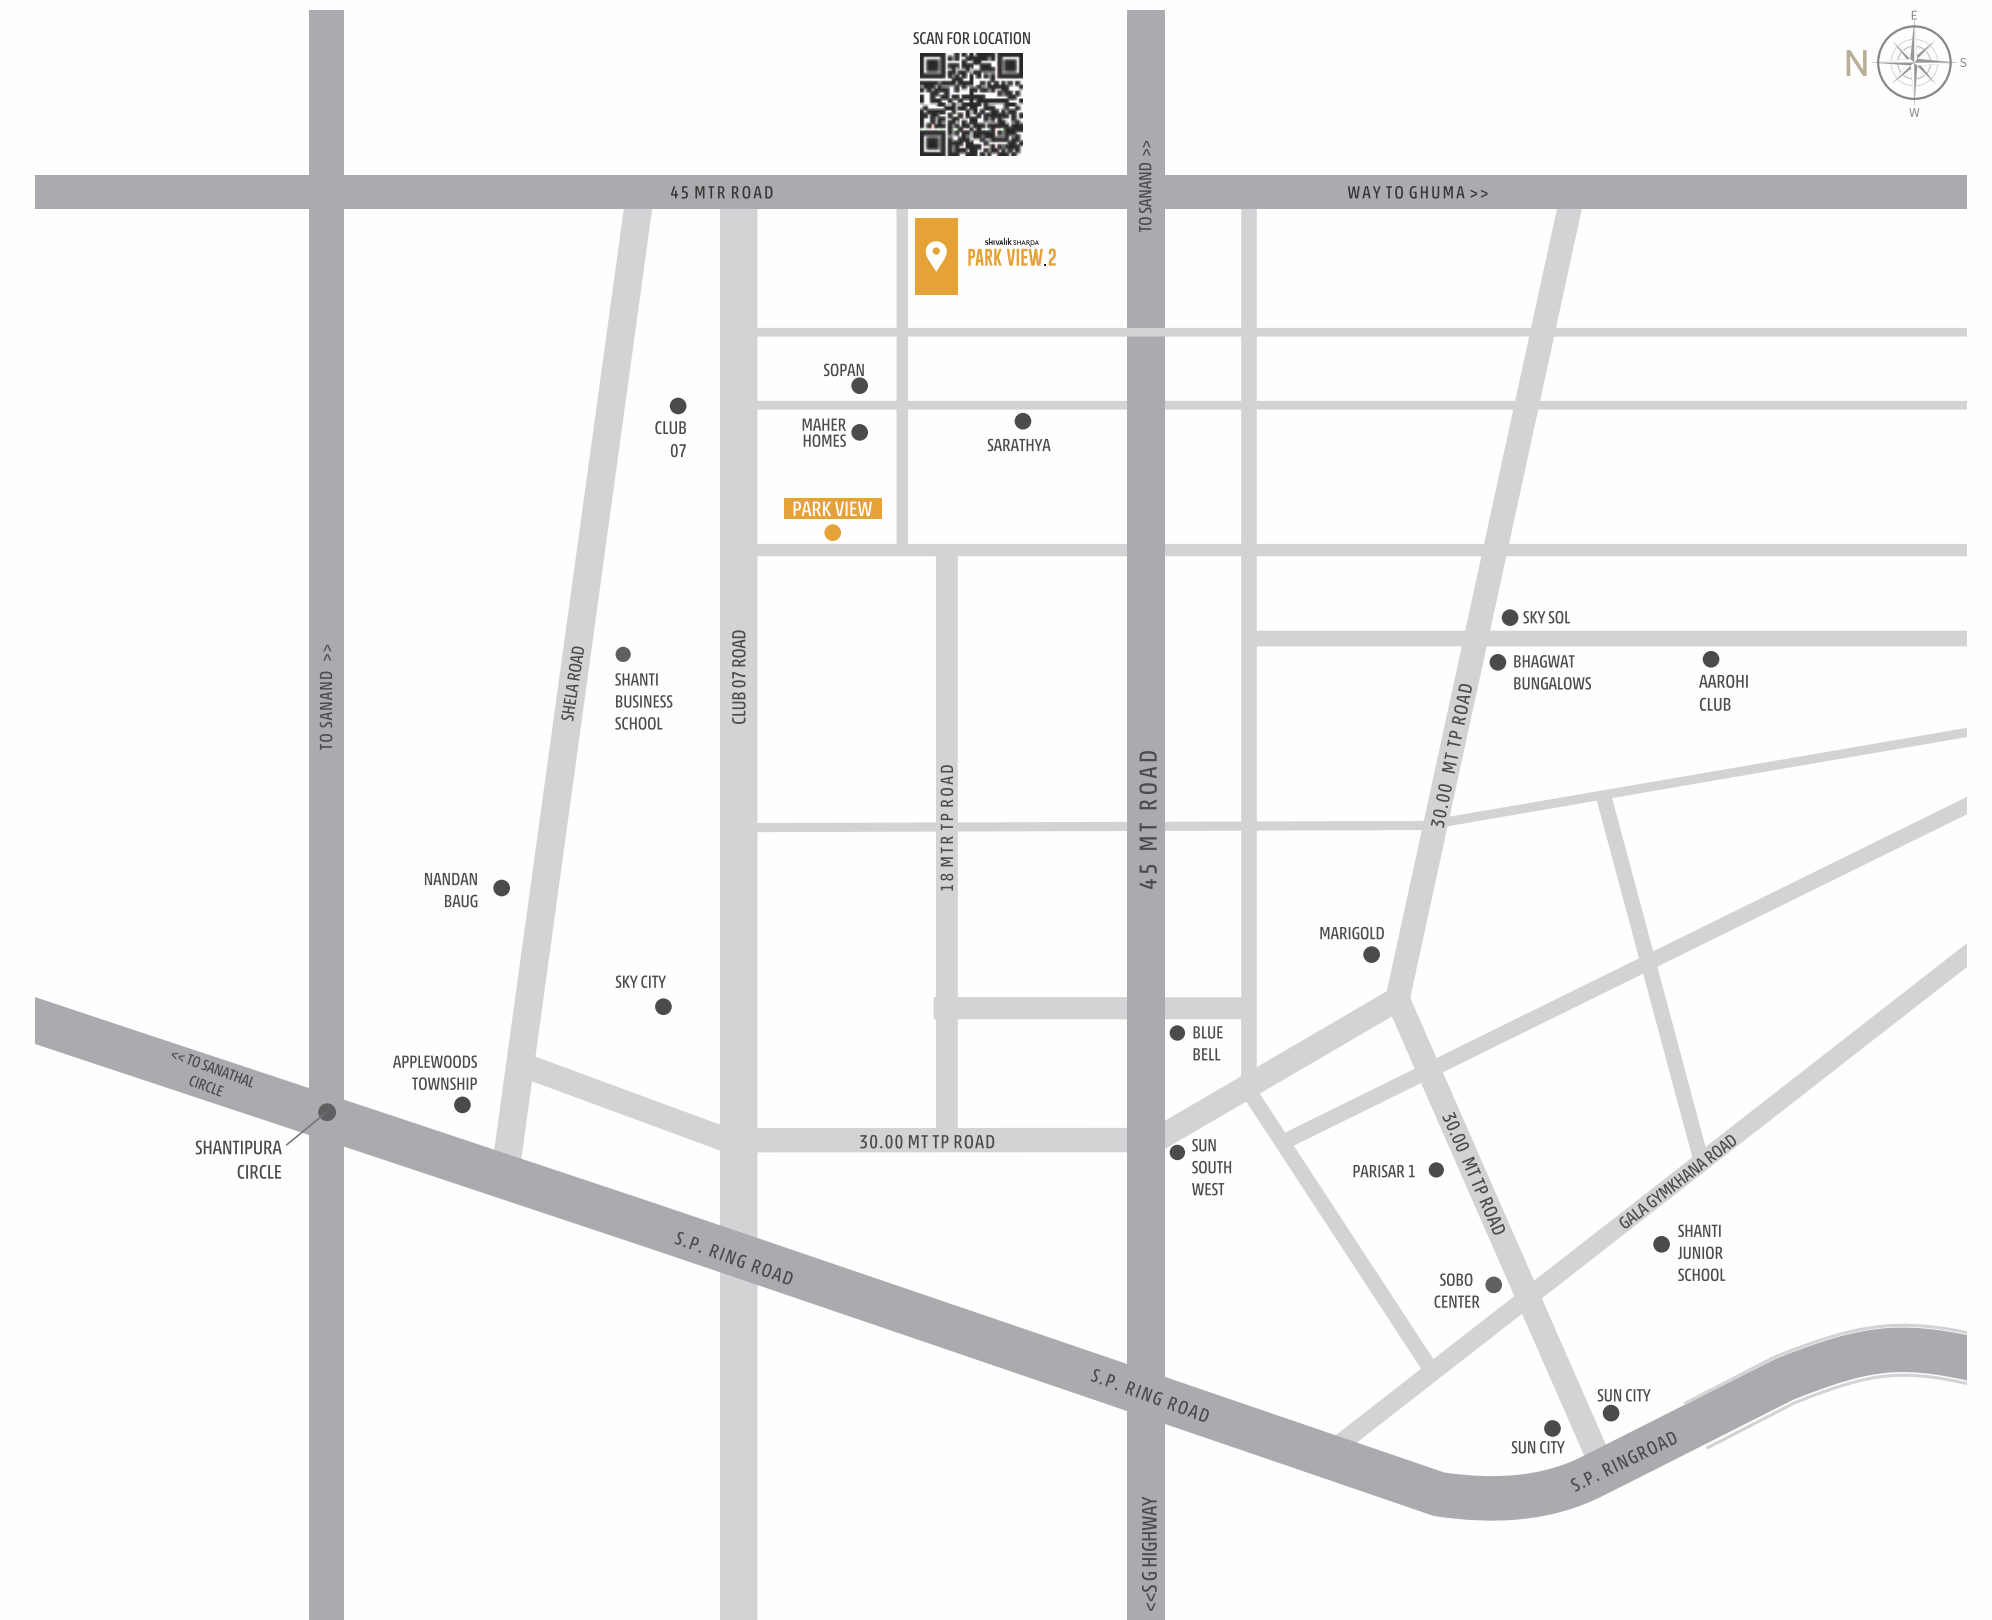 SCAN FOR LOCATION
E
N
S
W
TO SANAND >>
45 MTR ROAD
WAY TO GHUMA >>
shivalik SHARDA
PARK VIEW.2
SOPAN
CLUB
07
MAHER
HOMES
SARATHYA
PARK VIEW
SKY SOL
TO SANAND >>
SHELA ROAD
SHANTI
BUSINESS
SCHOOL
CLUB 07 ROAD
BHAGWAT
BUNGALOWS
AAROHI
CLUB
30.00 MT TP ROAD
18 MTR TP ROAD
45 MT ROAD
NANDAN
BAUG
MARIGOLD
SKY CITY
BLUE
BELL
<< TO SANATHAL
CIRCLE
APPLEWOODS
TOWNSHIP
SHANTIPURA
CIRCLE
30.00 MT TP ROAD
SUN
SOUTH
WEST
PARISAR 1
30.00 MT TP ROAD
GALA GYMKHANA ROAD
SHANTI
JUNIOR
SCHOOL
S.P. RING ROAD
SOBO
CENTER
S.P. RING ROAD
SUN CITY
SUN CITY
S.P. RINGROAD
<<S G HIGHWAY